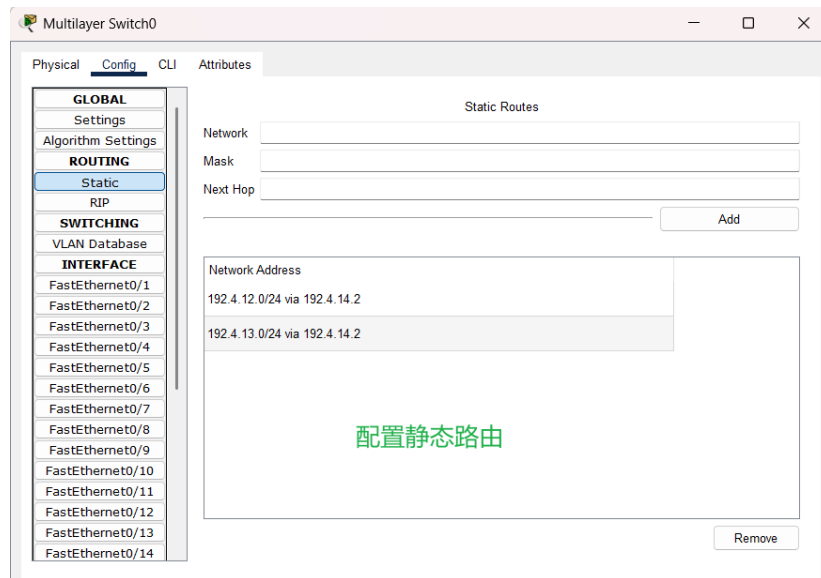 Multilayer Switch0
Physical Config CLI Attributes
GLOBAL
Settings
Algorithm Settings
ROUTING
Static
RIP
SWITCHING
VLAN Database
INTERFACE
FastEthernet0/1
FastEthernet0/2
FastEthernet0/3
FastEthernet0/4
FastEthernet0/5
FastEthernet0/6
FastEthernet0/7
FastEthernet0/8
FastEthernet0/9
FastEthernet0/10
FastEthernet0/11
FastEthernet0/12
FastEthernet0/13
FastEthernet0/14
Static Routes
Network
Mask
Next Hop
Add
Network Address
192.4.12.0/24 via 192.4.14.2
192.4.13.0/24 via 192.4.14.2
配置静态路由
Remove